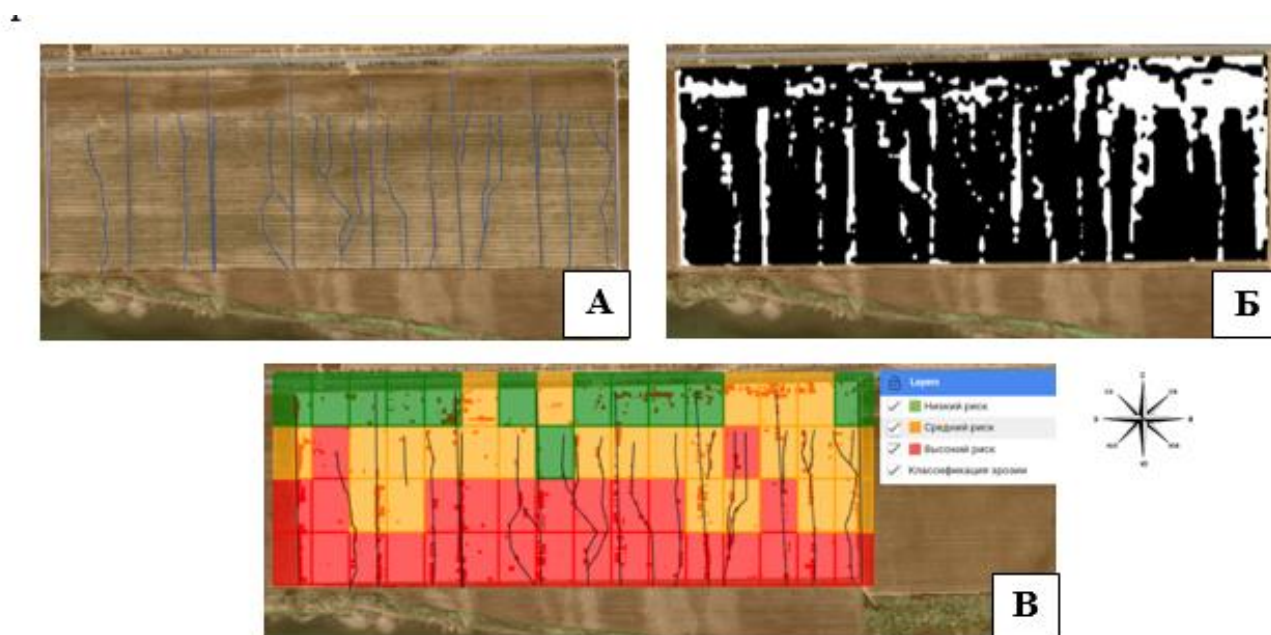 А
Б
Layers
Низкий риск
Средний риск
Высокий риск
Классификация эрозии
В